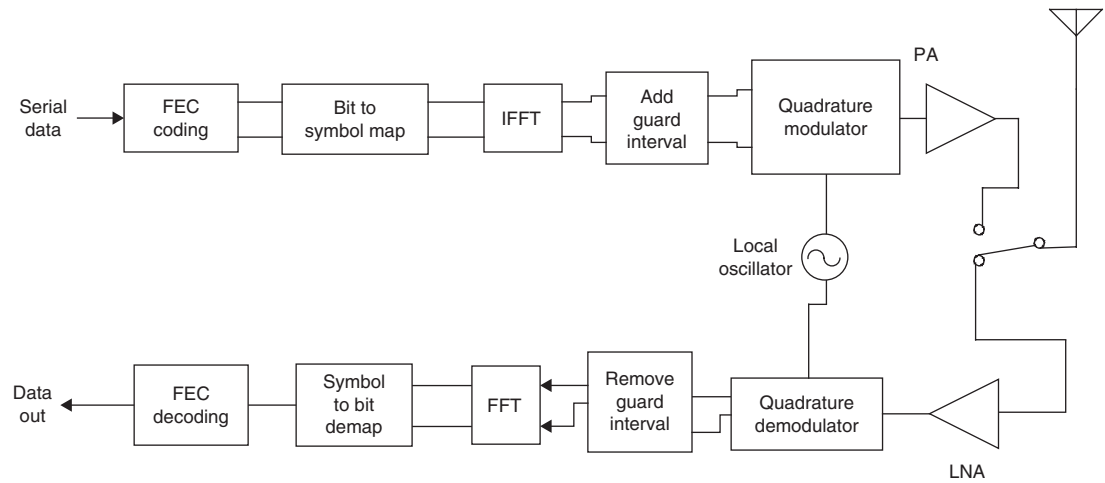 PA
Serial
data
FEC
coding
Bit to
symbol map
IFFT
Add
guard
interval
Quadrature
modulator
Local
oscillator
Data
out
FEC
decoding
Symbol
to bit
demap
FFT
Remove
guard
interval
Quadrature
demodulator
LNA